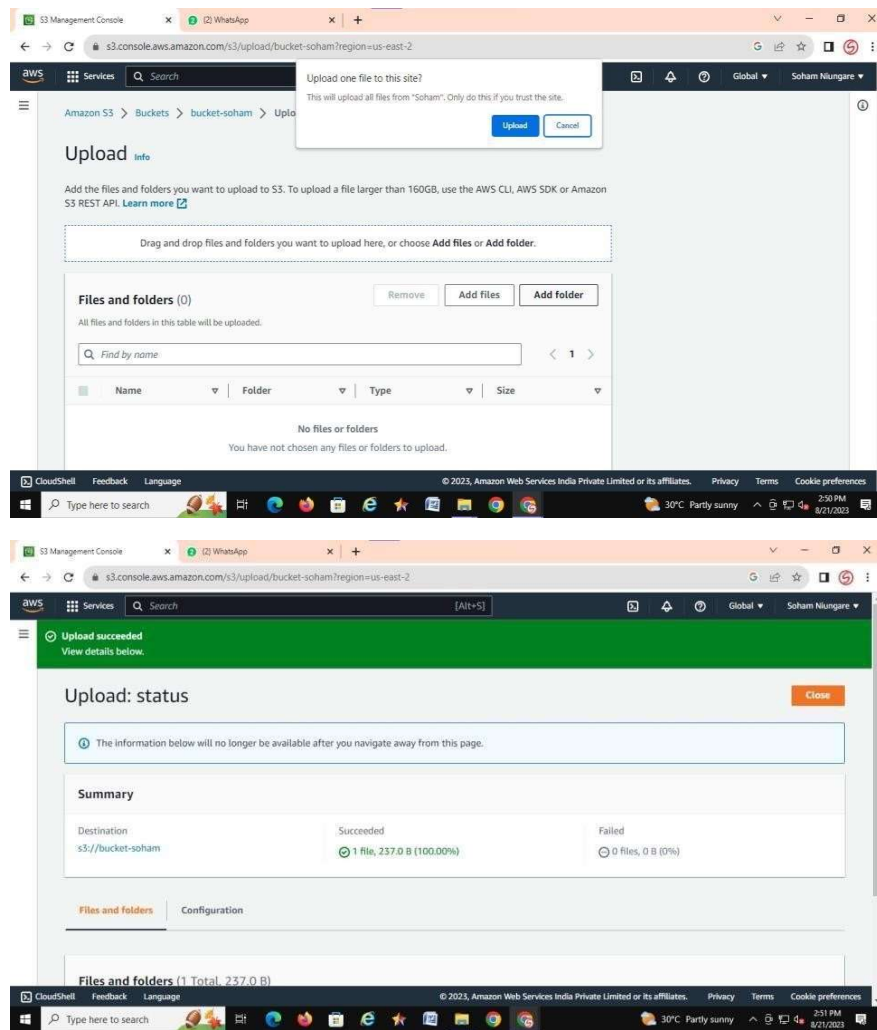 S3 Management Console
(2) WhatsApp
s3.console.aws.amazon.com/s3/upload/bucket-soham?region=us-east-2
aws Services Search Global Soham Niungare
Upload one file to this site?
This will upload all files from "Soham". Only do this if you trust the site.
Upload Cancel
Amazon S3 > Buckets > bucket-soham > Uplo
Upload Info
Add the files and folders you want to upload to S3. To upload a file larger than 160GB, use the AWS CLI, AWS SDK or Amazon
S3 REST API. Learn more
Drag and drop files and folders you want to upload here, or choose Add files or Add folder.
Files and folders (0) Remove Add files Add folder
All files and folders in this table will be uploaded.
Find by name 1
Name Folder Type Size
No files or folders
You have not chosen any files or folders to upload.
CloudShell Feedback Language © 2023, Amazon Web Services India Private Limited or its affiliates. Privacy Terms Cookie preferences
Type here to search 30°C Partly sunny 2:50 PM
8/21/2023
S3 Management Console
(2) WhatsApp
s3.console.aws.amazon.com/s3/upload/bucket-soham?region=us-east-2
aws Services Search [Alt+S] Global Soham Niungare
Upload succeeded
View details below.
Upload: status Close
The information below will no longer be available after you navigate away from this page.
Summary
Destination Succeeded Failed
s3://bucket-soham 1 file, 237.0 B (100.00%) 0 files, 0 B (0%)
Files and folders Configuration
Files and folders (1 Total, 237.0 B)
CloudShell Feedback Language © 2023, Amazon Web Services India Private Limited or its affiliates. Privacy Terms Cookie preferences
Type here to search 30°C Partly sunny 2:51 PM
8/21/2023